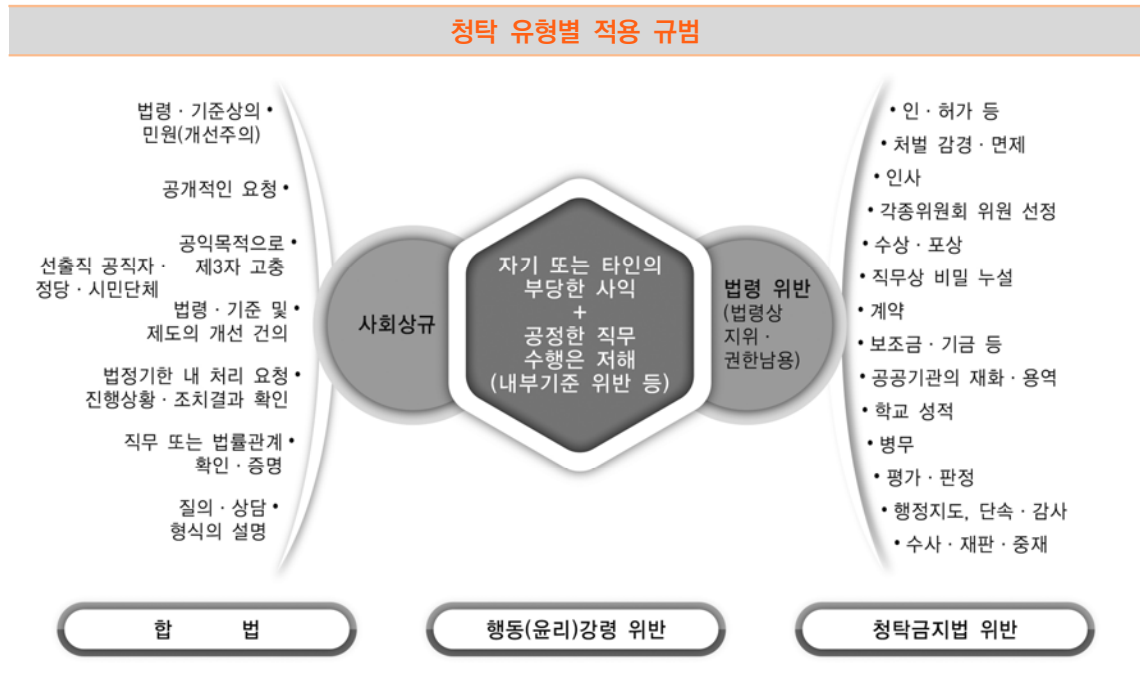 청탁 유형별 적용 규범
법령 · 기준상의 •
민원(개선주의)
공개적인 요청 •
공익목적으로 •
선출직 공직자 · 제3자 고충
정당 · 시민단체
법령 · 기준 및 •
제도의 개선 건의
법정기한 내 처리 요청 •
진행상황 · 조치결과 확인
직무 또는 법률관계 •
확인 · 증명
질의 · 상담 •
형식의 설명
사회상규
자기 또는 타인의
부당한 사익
+
공정한 직무
수행은 저해
(내부기준 위반 등)
법령 위반
(법령상
지위 ·
권한남용)
• 인 · 허가 등
• 처벌 감경 · 면제
• 인사
• 각종위원회 위원 선정
• 수상 · 포상
• 직무상 비밀 누설
• 계약
• 보조금 · 기금 등
• 공공기관의 재화 · 용역
• 학교 성적
• 병무
• 평가 · 판정
• 행정지도, 단속 · 감사
• 수사 · 재판 · 중재
합 법
행동(윤리)강령 위반
청탁금지법 위반